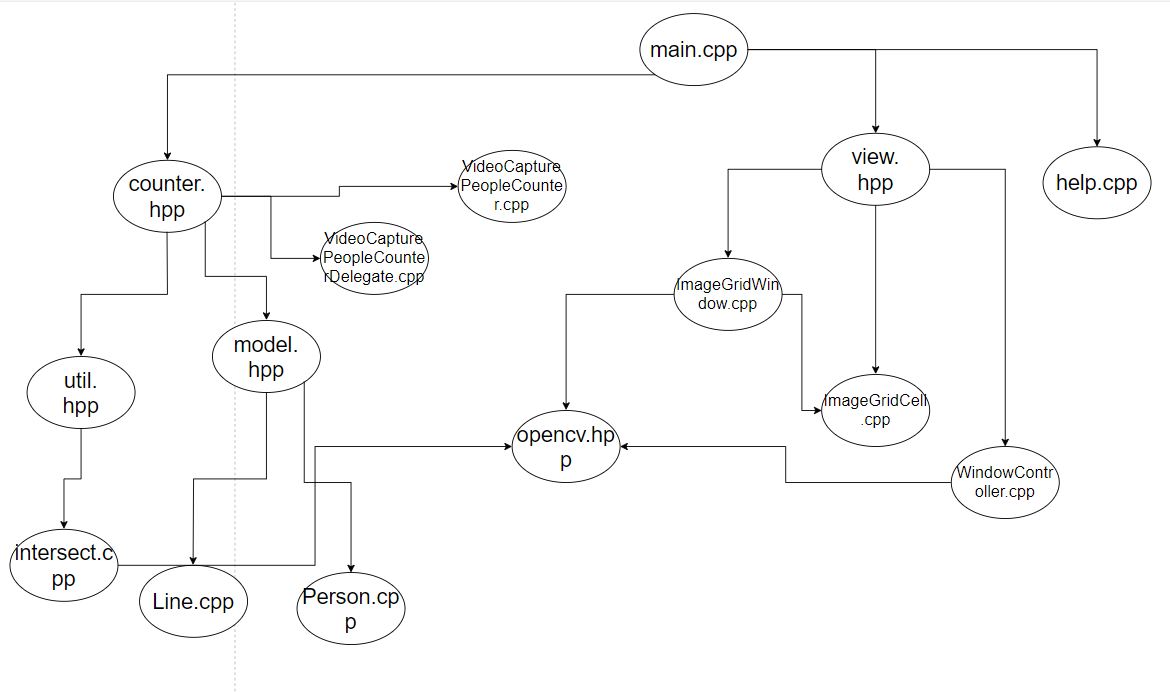 main.cpp
view.
hpp
help.cpp
counter.
hpp
VideoCapture
PeopleCounte
r.cpp
VideoCapture
PeopleCounte
rDelegate.cpp
ImageGridWin
dow.cpp
model.
hpp
util.
hpp
ImageGridCell
.cpp
opencv.hp
p
WindowContr
oller.cpp
intersect.c
pp
Line.cpp
Person.cp
p